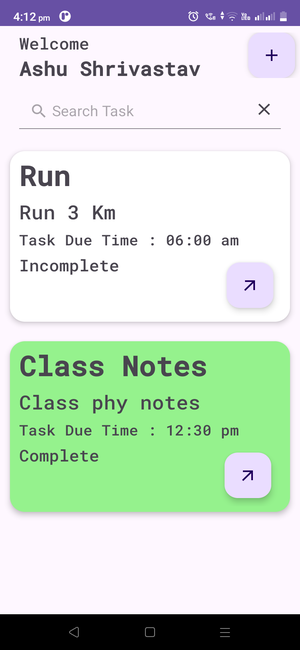 4:12 pm
Welcome
Ashu Shrivastav
Search Task
Run
Run 3 Km
Task Due Time : 06:00 am
Incomplete
Class Notes
Class phy notes
Task Due Time : 12:30 pm
Complete